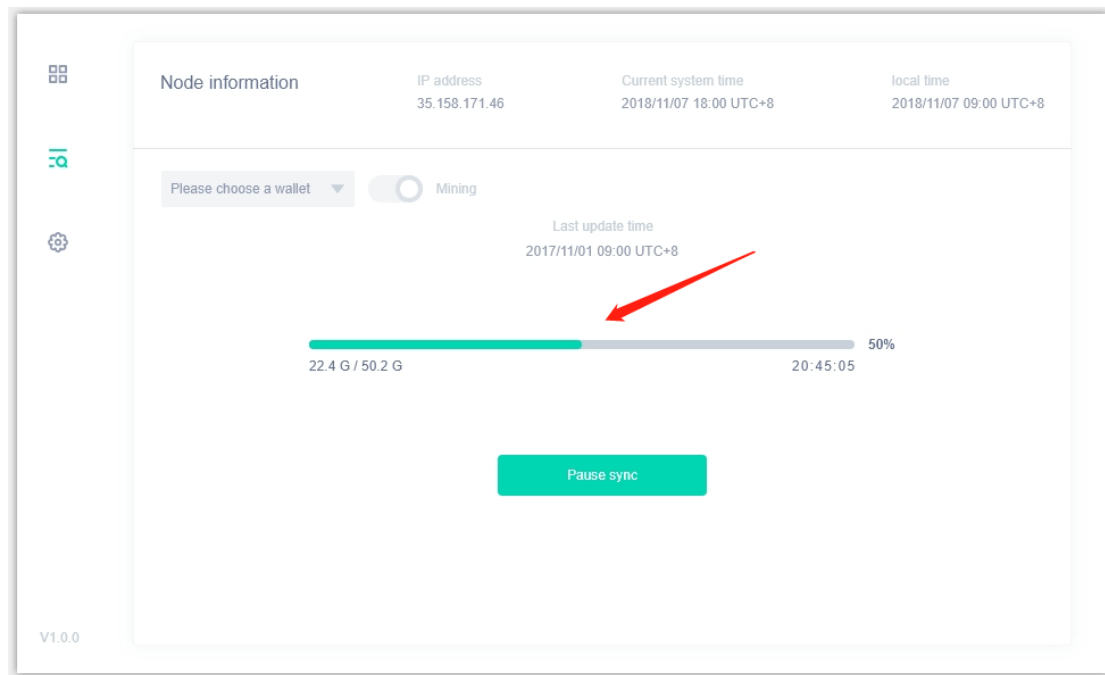 Node information
IP address
35.158.171.46
Current system time
2018/11/07 18:00 UTC+8
local time
2018/11/07 09:00 UTC+8
Please choose a wallet
Mining
Last update time
2017/11/01 09:00 UTC+8
50%
22.4 G / 50.2 G
20:45:05
Pause sync
V1.0.0